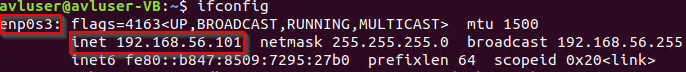 avluser@avluser-VB:~$ ifconfig
enp0s3: flags=4163<UP,BROADCAST,RUNNING,MULTICAST> mtu 1500
inet 192.168.56.101 netmask 255.255.255.0 broadcast 192.168.56.255
inet6 fe80::b847:8509:7295:27b0 prefixlen 64 scopeid 0x20<link>